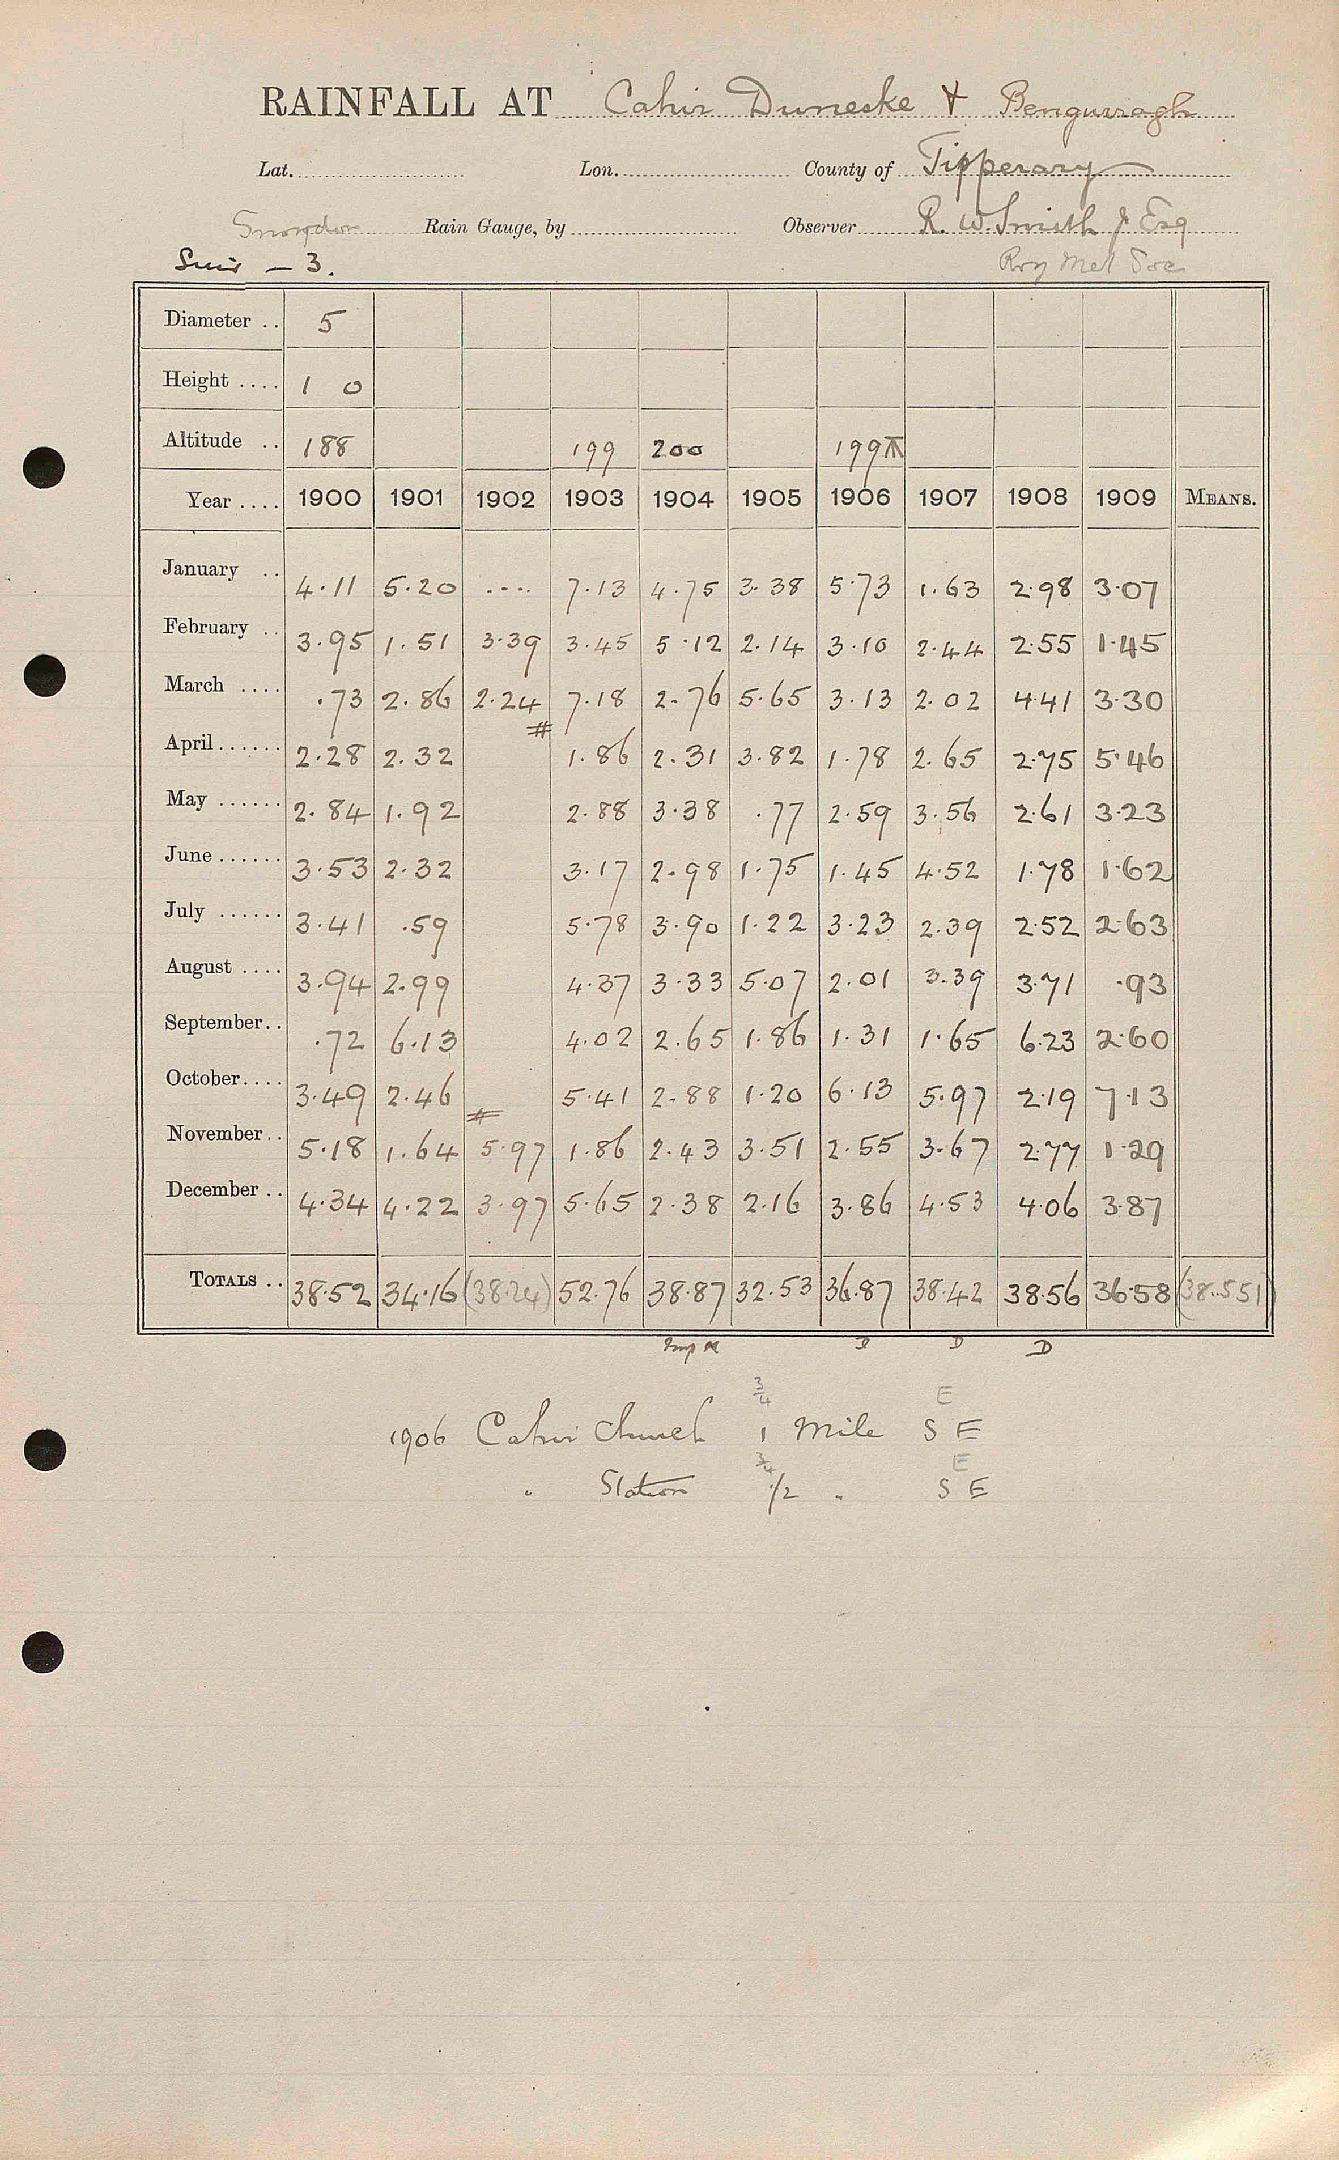 RAINFALL AT Cahir Duneske & Bengurragh
Lat. Lon. County of Tipperary
Snowdon Rain Gauge, by Observer R. W. Smith Jr Esq
Suir - 3. Roy Met Soc
Diameter .. 5
Height .... 1 0
Altitude .. 188 199 200 199
Year .... 1900 1901 1902 1903 1904 1905 1906 1907 1908 1909 MEANS.
January .. 4.11 5.20 .... 7.13 4.75 3.38 5.73 1.63 2.98 3.07
February .. 3.95 1.51 3.39 3.45 5.12 2.14 3.10 2.44 2.55 1.45
March .... .73 2.86 2.24 7.18 2.76 5.65 3.13 2.02 4.41 3.30
April ...... 2.28 2.32 # 1.86 2.31 3.82 1.78 2.65 2.75 5.46
May ...... 2.84 1.92 2.88 3.38 .77 2.59 3.56 2.61 3.23
June ...... 3.53 2.32 3.17 2.98 1.75 1.45 4.52 1.78 1.62
July ...... 3.41 .59 5.78 3.90 1.22 3.23 2.39 2.52 2.63
August .... 3.94 2.99 4.37 3.33 5.07 2.01 3.39 3.71 .93
September .. .72 6.13 4.02 2.65 1.86 1.31 1.65 6.23 2.60
October .... 3.49 2.46 # 5.41 2.88 1.20 6.13 5.97 2.19 7.13
November .. 5.18 1.64 5.97 1.86 2.43 3.51 2.55 3.67 2.77 1.29
December .. 4.34 4.22 3.97 5.65 2.38 2.16 3.86 4.53 4.06 3.87
TOTALS .. 38.52 34.16 (38.24) 52.76 38.87 32.53 36.87 38.42 38.56 36.58 (38.551)
D D D
3/4 E
1906 Cahir Church 1 Mile S E
3/4 E
" Station 1/2 " S E